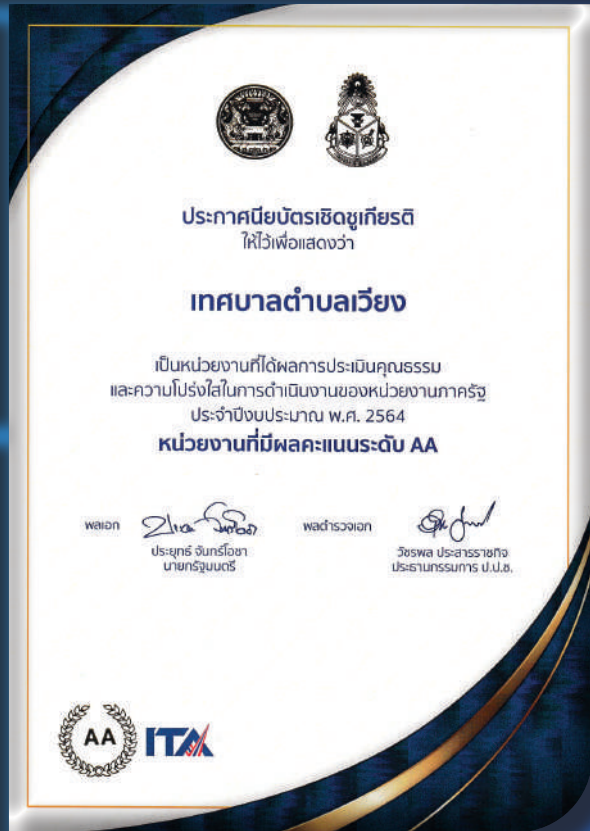 ประกาศนียบัตรเชิดชูเกียรติ
ให้ไว้เพื่อแสดงว่า
เทศบาลตำบลเวียง
เป็นหน่วยงานที่ได้ผลการประเมินคุณธรรม
และความโปร่งใสในการดำเนินงานของหน่วยงานภาครัฐ
ประจำปีงบประมาณ พ.ศ. 2564
หน่วยงานที่มีผลคะแนนระดับ AA
พลเอก พลตำรวจเอก
ประยุทธ์ จันทร์โอชา วัชรพล ประสารราชกิจ
นายกรัฐมนตรี ประธานกรรมการ ป.ป.ช.
AA ITA